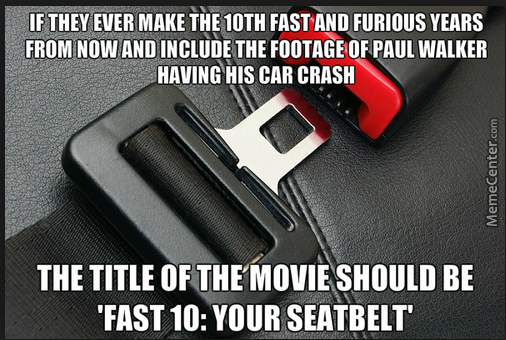 IF THEY EVER MAKE THE 10TH FAST AND FURIOUS YEARS
FROM NOW AND INCLUDE THE FOOTAGE OF PAUL WALKER
HAVING HIS CAR CRASH
MemeCenter.com
THE TITLE OF THE MOVIE SHOULD BE
'FAST 10: YOUR SEATBELT'